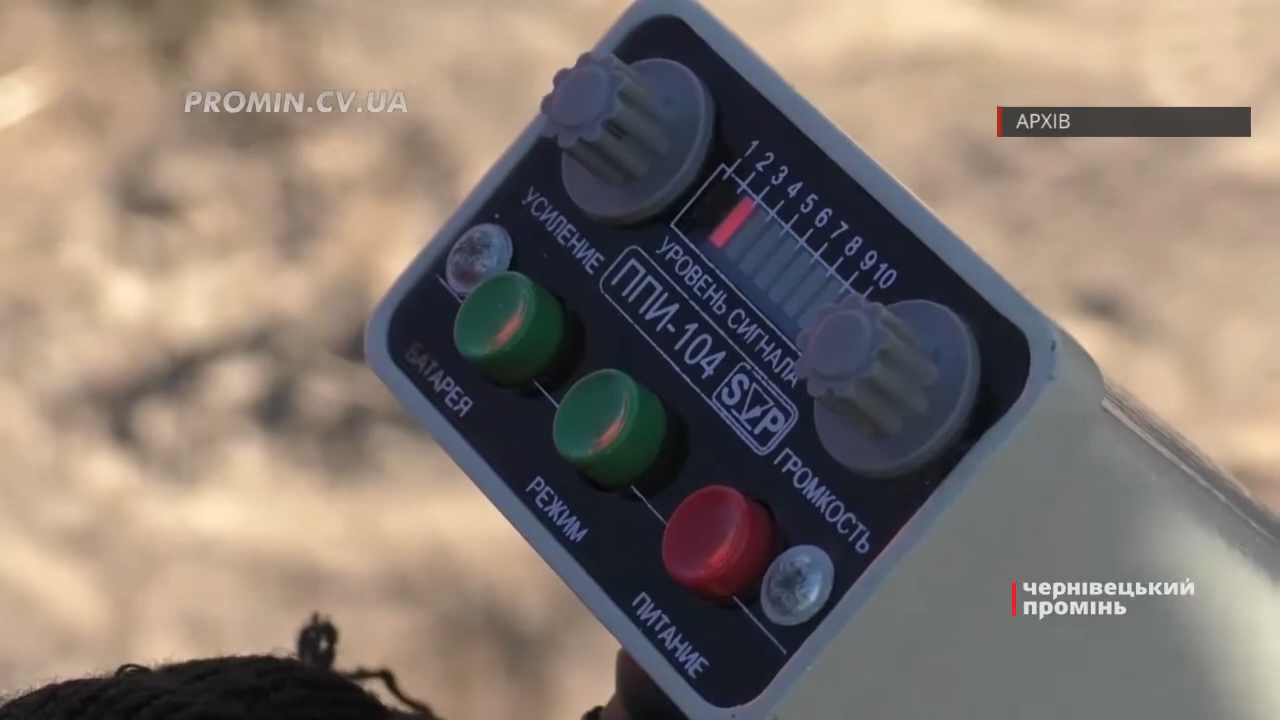 PROMIN.CV.UA
АРХІВ
1 2 3 4 5 6 7 8 9 10
УСИЛЕНИЕ
УРОВЕНЬ СИГНАЛА
ППИ-104
SVP
БАТАРЕЯ
РЕЖИМ
ГРОМКОСТЬ
ПИТАНИЕ
чернівецький
промінь